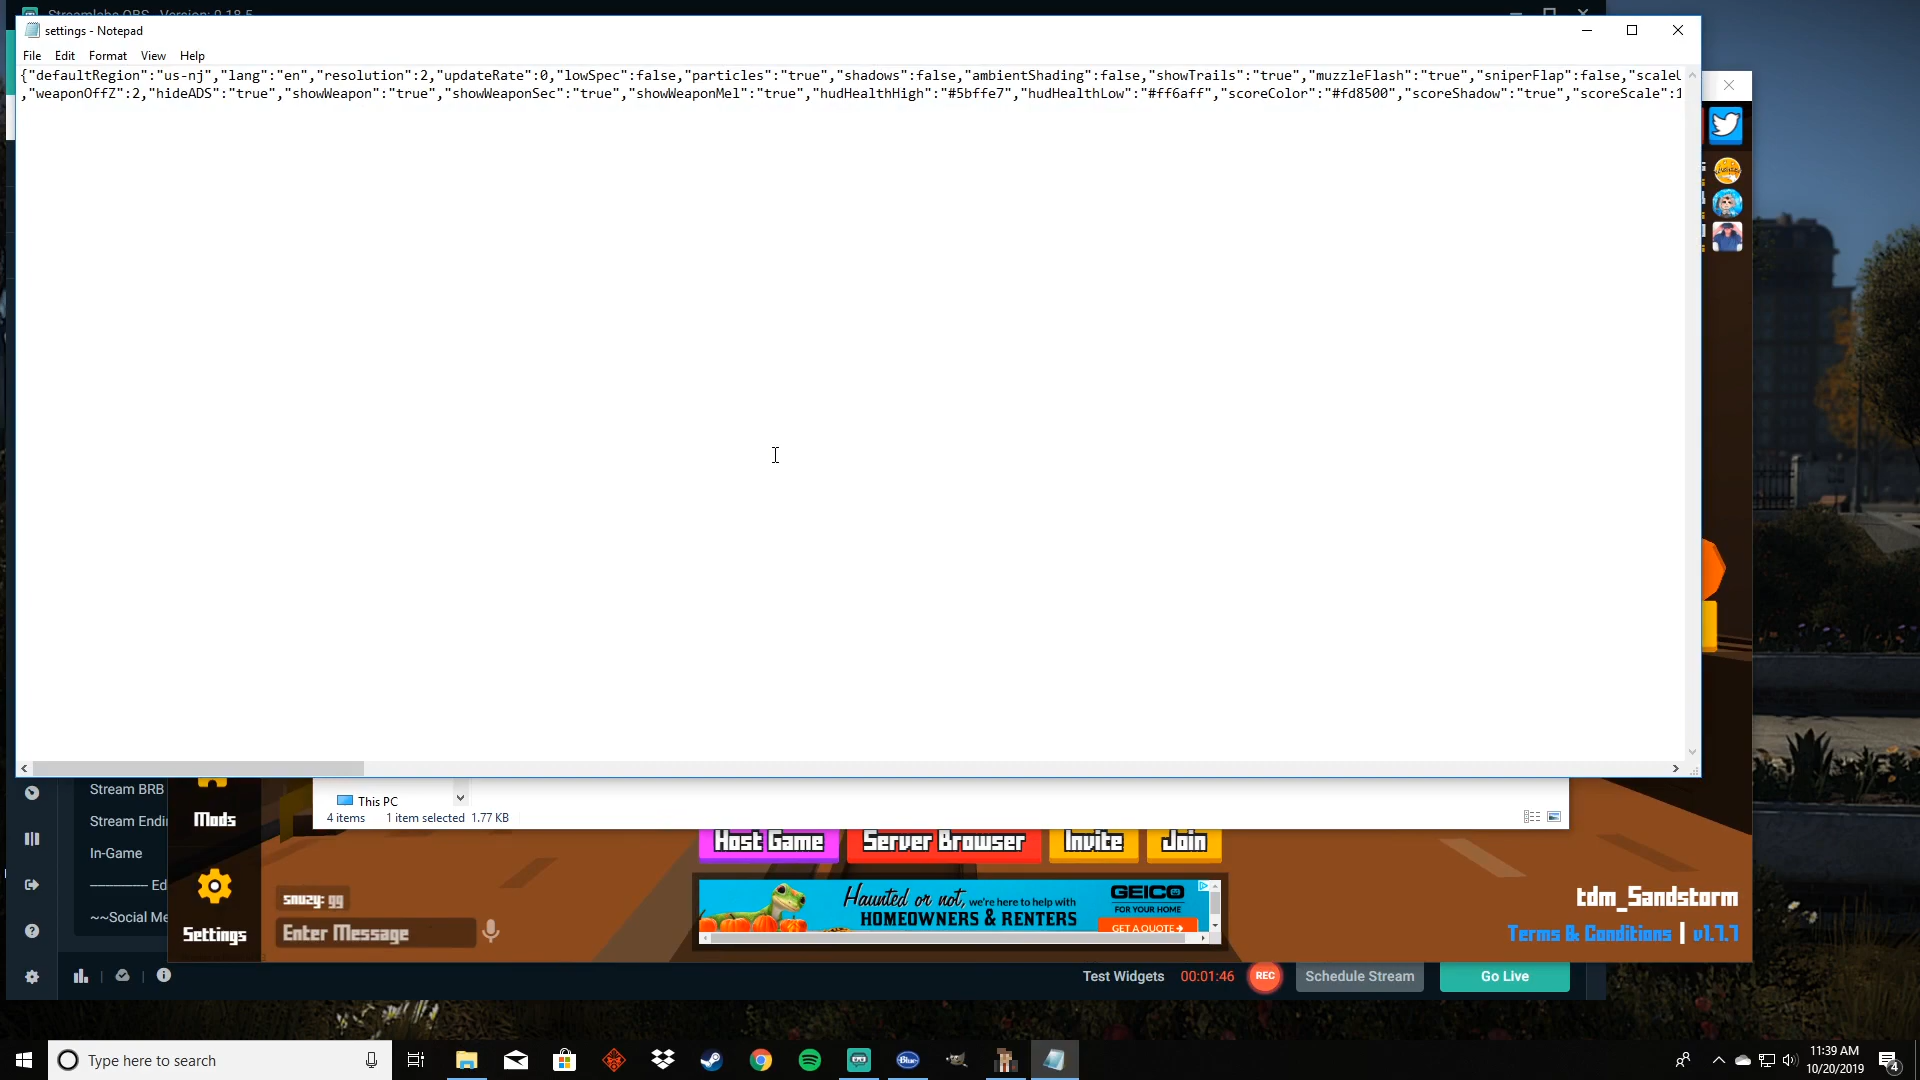 Streamlabs OBS - Version: 0.18.5
settings - Notepad
File Edit Format View Help
{"defaultRegion":"us-nj","lang":"en","resolution":2,"updateRate":0,"lowSpec":false,"particles":"true","shadows":false,"ambientShading":false,"showTrails":"true","muzzleFlash":"true","sniperFlap":false,"scaleU
,"weaponOffZ":2,"hideADS":"true","showWeapon":"true","showWeaponSec":"true","showWeaponMel":"true","hudHealthHigh":"#5bffe7","hudHealthLow":"#ff6aff","scoreColor":"#fd8500","scoreShadow":"true","scoreScale":1
Stream BRB
Stream Endi
In-Game
Ed
~~Social Me
Mods
Settings
This PC
4 items 1 item selected 1.77 KB
Host Game Server Browser Invite Join
snuzy: gg
Enter Message
Haunted or not, we're here to help with
HOMEOWNERS & RENTERS
GEICO
FOR YOUR HOME
GET A QUOTE
tdm_Sandstorm
Terms & Conditions | v1.7.7
Test Widgets 00:01:46 REC Schedule Stream Go Live
Type here to search
Blue
11:39 AM
10/20/2019
4